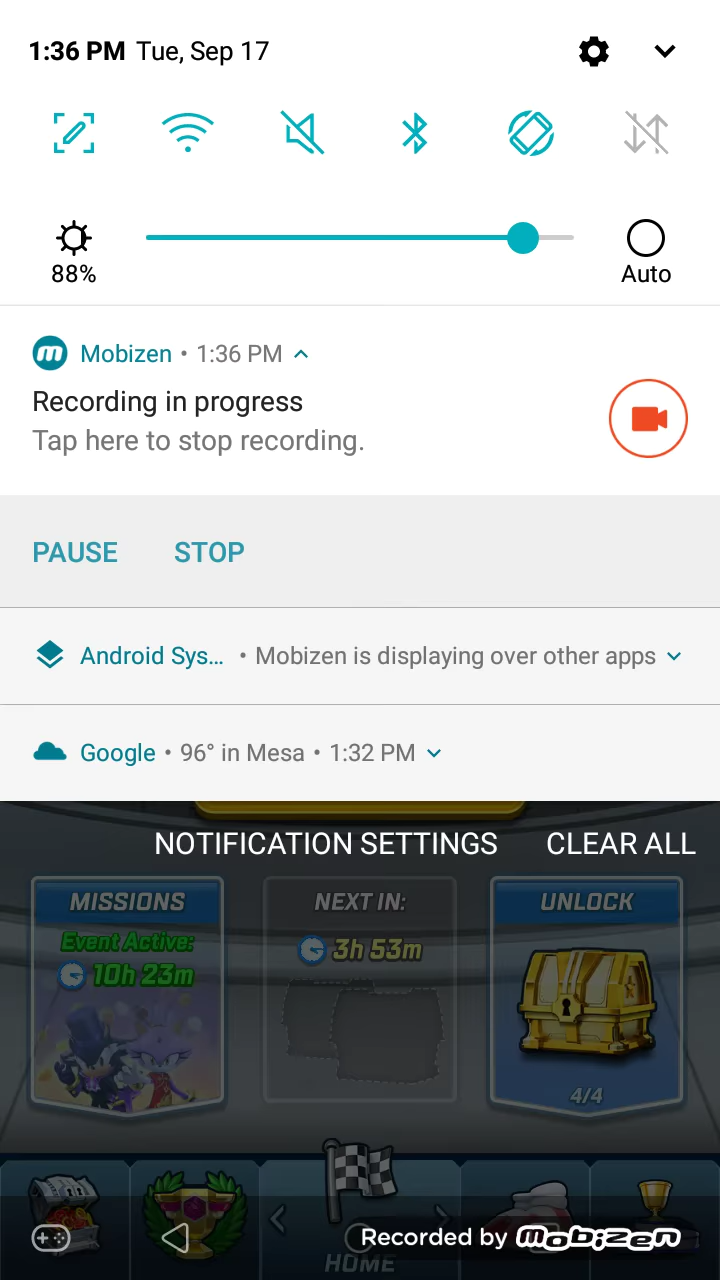 1:36 PM Tue, Sep 17
88%
Auto
m Mobizen • 1:36 PM
Recording in progress
Tap here to stop recording.
PAUSE STOP
Android Sys... • Mobizen is displaying over other apps
Google • 96° in Mesa • 1:32 PM
NOTIFICATION SETTINGS CLEAR ALL
MISSIONS NEXT IN: UNLOCK
Event Active: 3h 53m
10h 23m
4/4
Recorded by mobizen
HOME